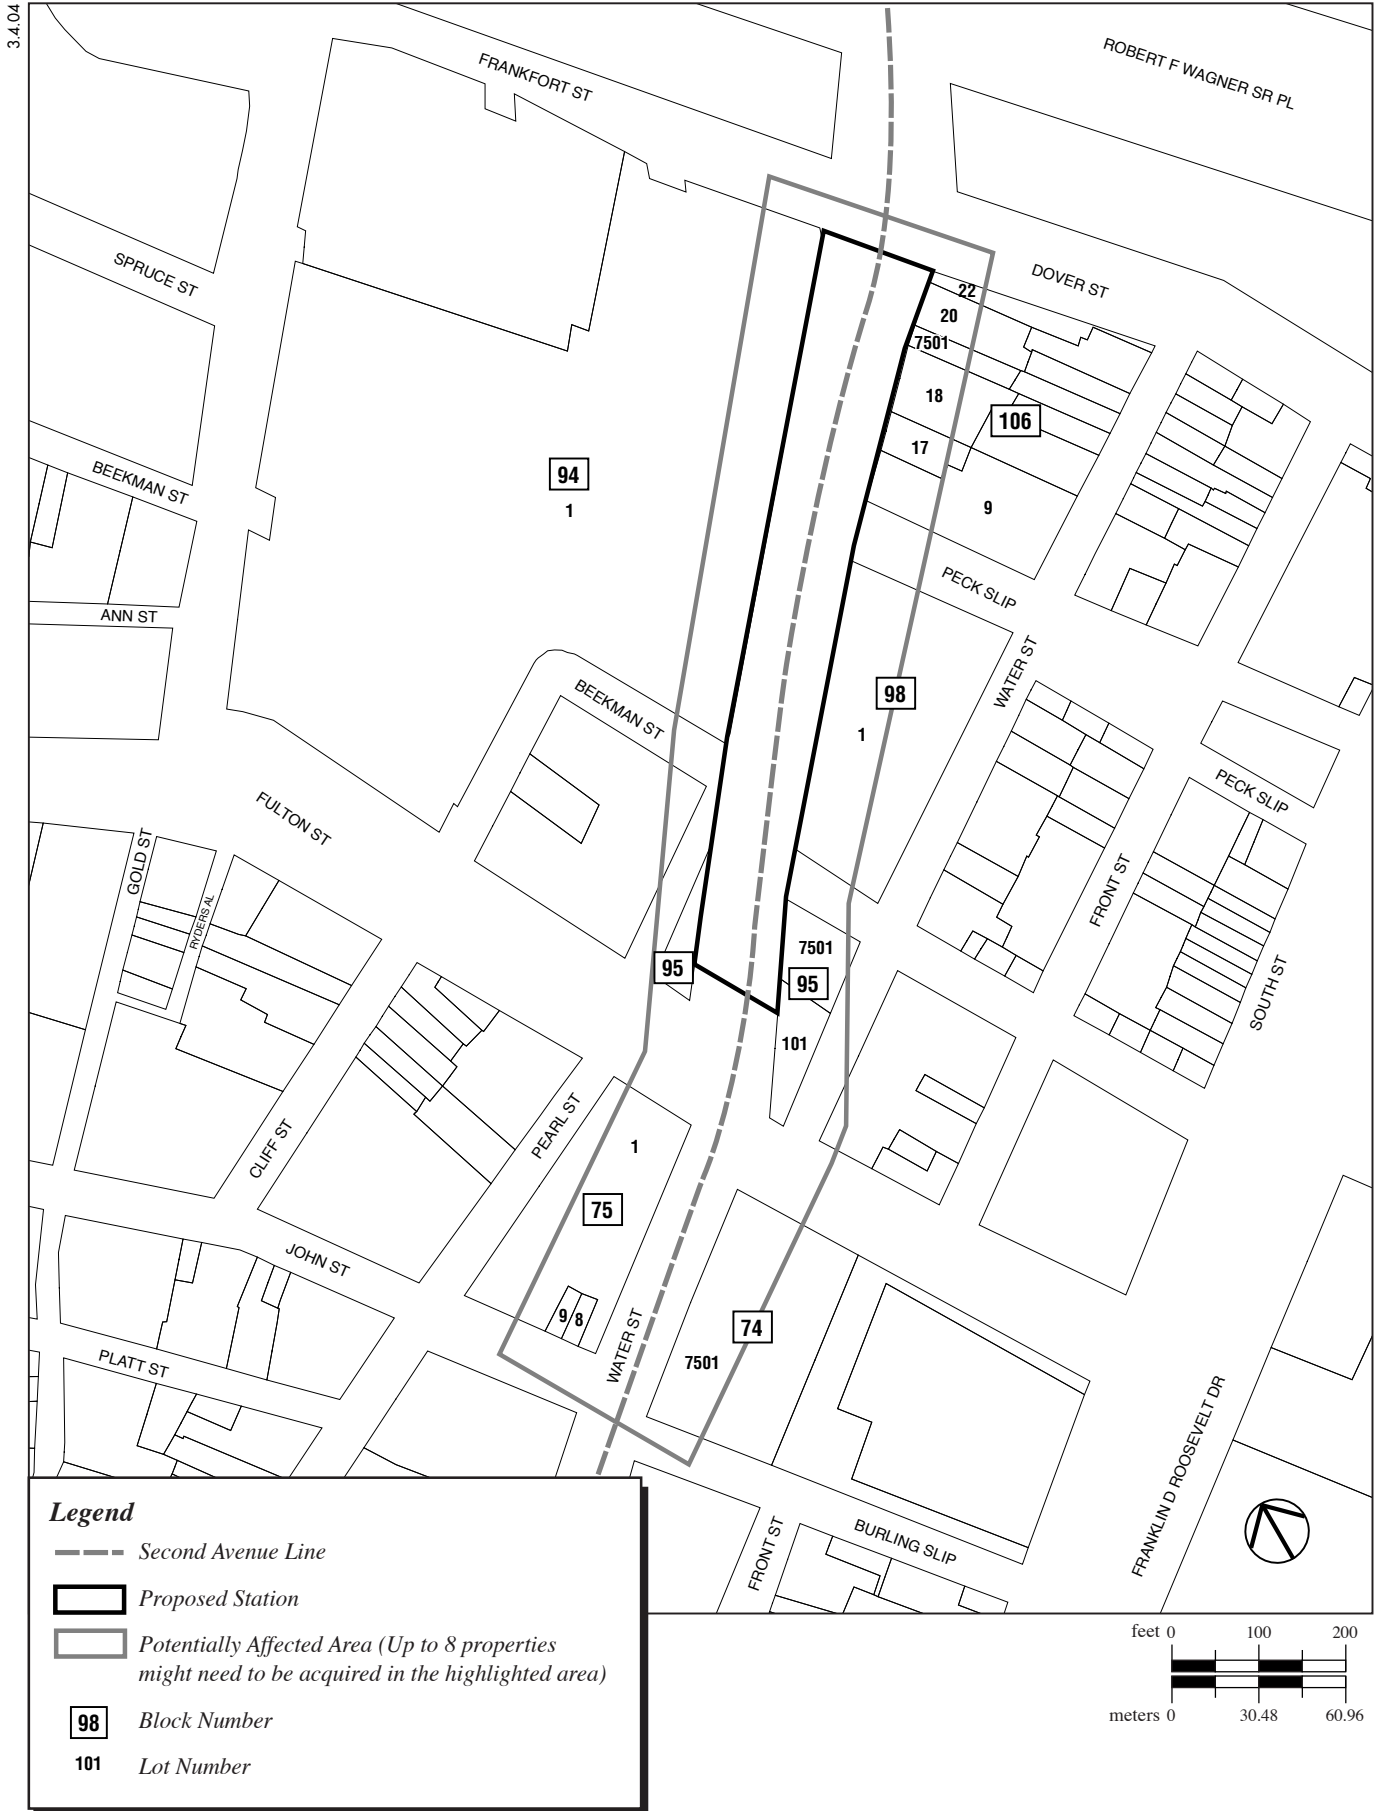 3.4.04
FRANKFORT ST
ROBERT F WAGNER SR PL
SPRUCE ST
DOVER ST
22
20
7501
18
106
17
94
1
BEEKMAN ST
9
ANN ST
PECK SLIP
WATER ST
98
1
BEEKMAN ST
PECK SLIP
FULTON ST
GOLD ST
RYDERS AL
FRONT ST
7501
95
95
SOUTH ST
101
CLIFF ST
PEARL ST
1
75
JOHN ST
9
8
WATER ST
74
7501
PLATT ST
FRANKLIN D ROOSEVELT DR
FRONT ST
BURLING SLIP
Legend
Second Avenue Line
Proposed Station
Potentially Affected Area (Up to 8 properties
might need to be acquired in the highlighted area)
98 Block Number
101 Lot Number
feet 0 100 200
meters 0 30.48 60.96